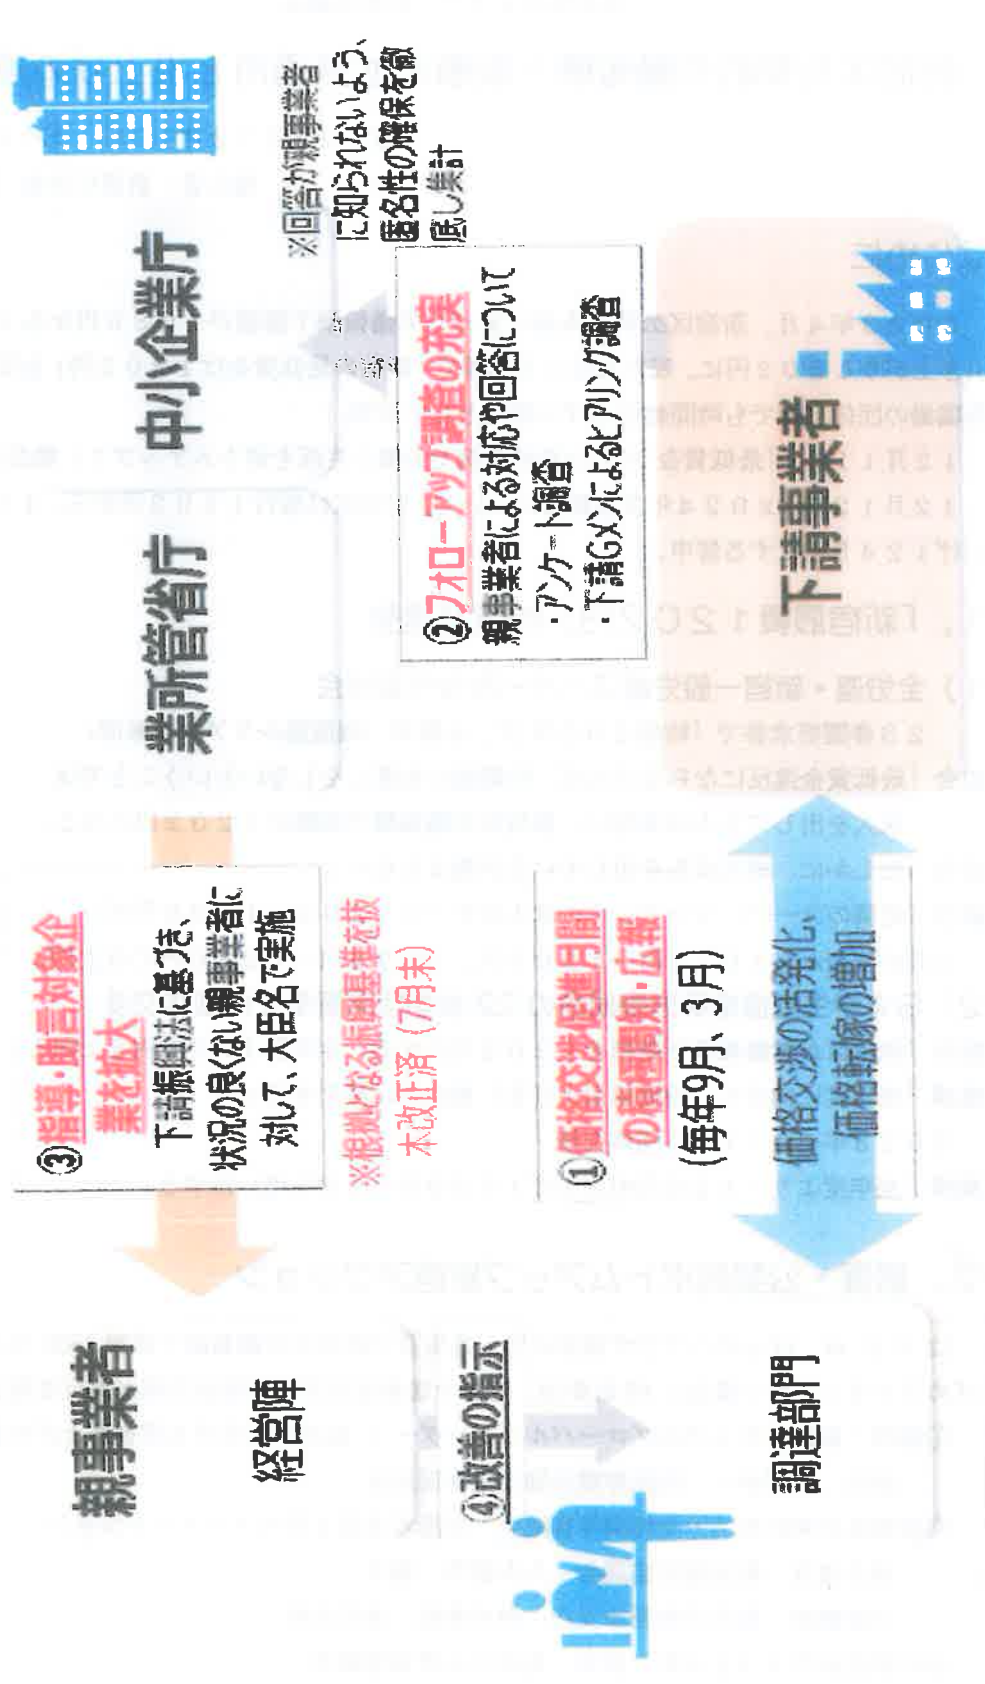 親事業者
経営陣
④改善の指示
調達部門
③指導・助言対象企
業を拡大
下請振興法に基づき、
状況の良くない親事業者に
対して、大臣名で実施
※根拠となる振興基準を抜
本改正済(7月末)
①価格交渉促進月間
の降
(毎年9月、3月)
価格交渉の活発化、
価格転嫁の増加
業所管省庁 中小企業庁
②フォローアップ調査の充実
親事業者による対応や回答について
・アンケート調査
・下請Gメンによるヒアリング調査
※回答が親事業者
に知られないよう、
匿名性の確保を徹
底し集計
下請事業者